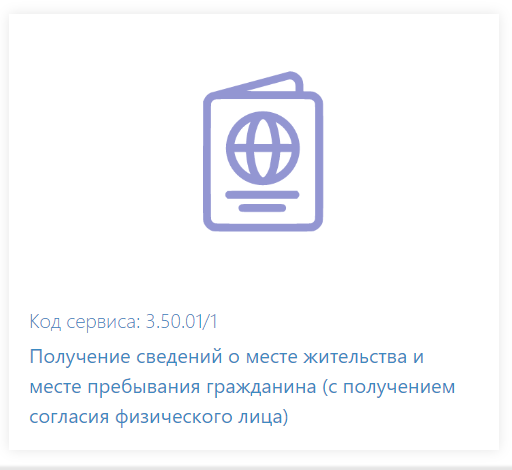 Код сервиса: 3.50.01/1
Получение сведений о месте жительства и
месте пребывания гражданина (с получением
согласия физического лица)